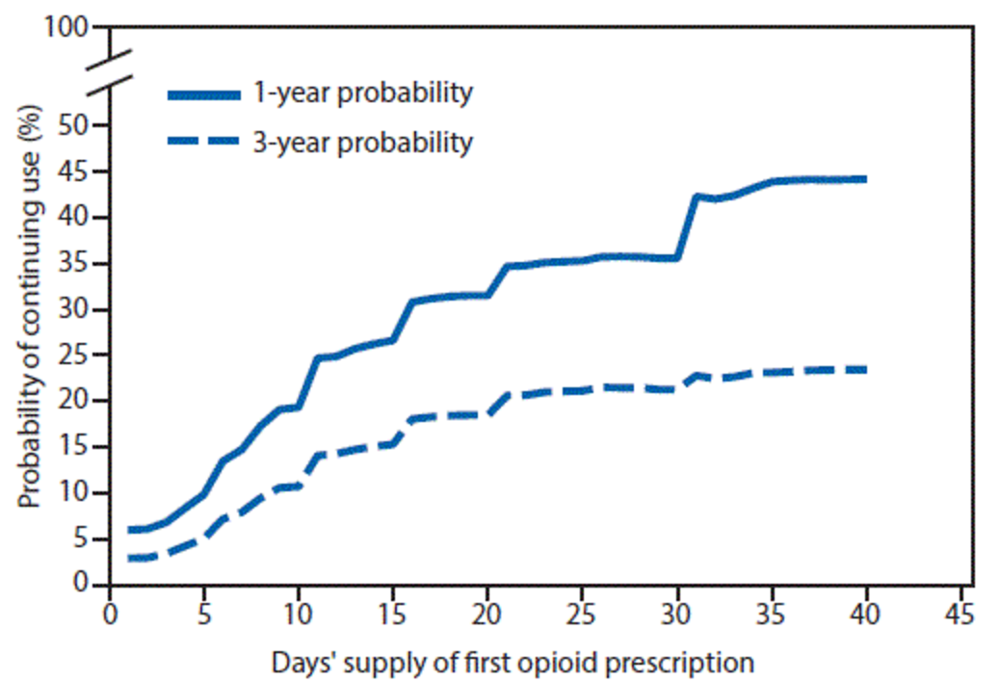 100
1-year probability
3-year probability
50
45
40
35
30
25
20
15
10
5
0
Probability of continuing use (%)
0 5 10 15 20 25 30 35 40 45
Days' supply of first opioid prescription